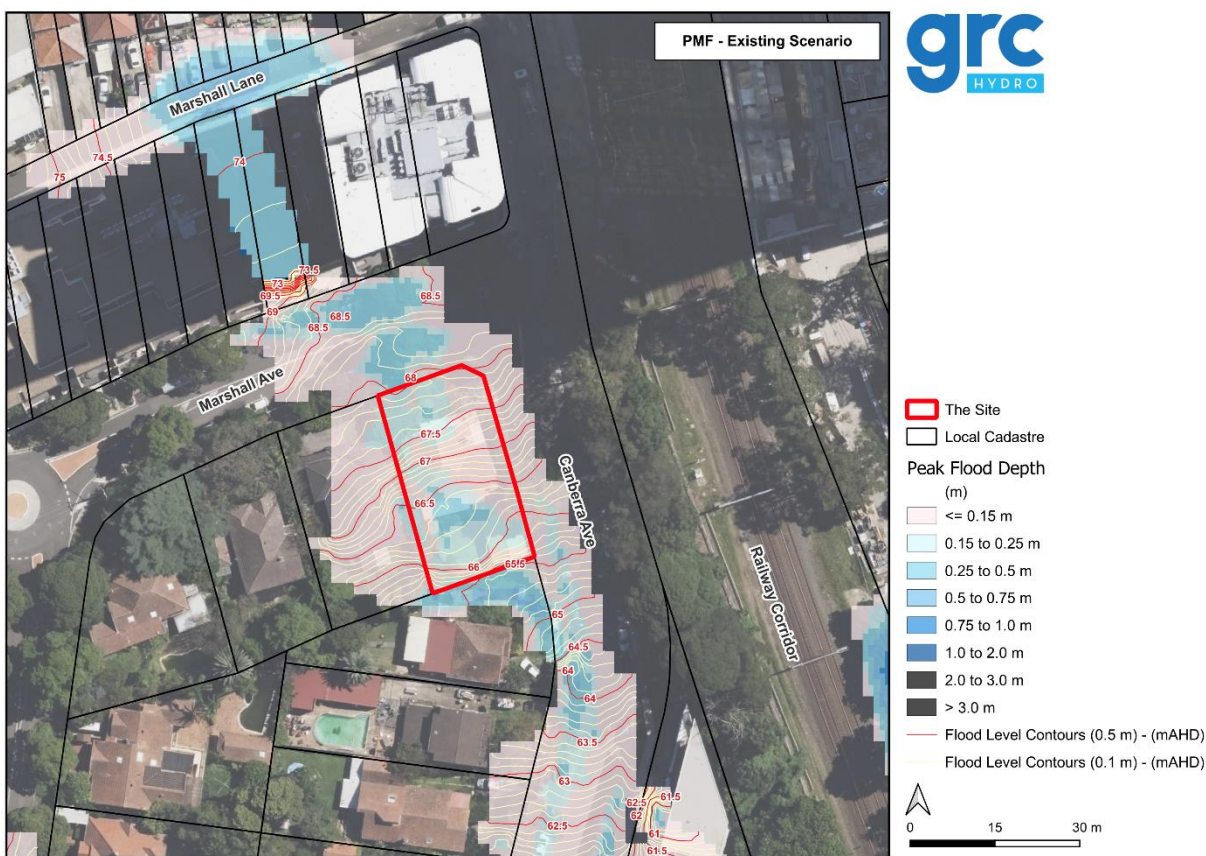 PMF - Existing Scenario
grc
HYDRO
Marshall Lane
74.5
75
74
73.5
73
69.5
69
68.5
68.5
68.5
Marshall Ave
68
67.5
67
66.5
66
65.5
Canberra Ave
65
64.5
64
64
63.5
63
62.5
62.5
62
61.5
61
61.5
Railway Corridor
The Site
Local Cadastre
Peak Flood Depth
(m)
<= 0.15 m
0.15 to 0.25 m
0.25 to 0.5 m
0.5 to 0.75 m
0.75 to 1.0 m
1.0 to 2.0 m
2.0 to 3.0 m
> 3.0 m
Flood Level Contours (0.5 m) - (mAHD)
Flood Level Contours (0.1 m) - (mAHD)
0 15 30 m